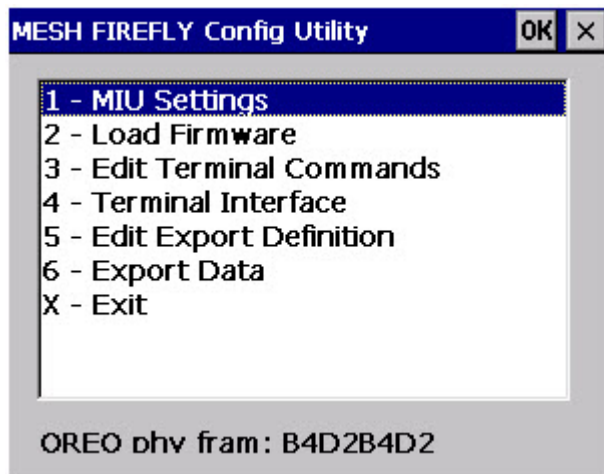 MESH FIREFLY Config Utility OK ×
1 - MIU Settings
2 - Load Firmware
3 - Edit Terminal Commands
4 - Terminal Interface
5 - Edit Export Definition
6 - Export Data
X - Exit
OREO phy fram: B4D2B4D2